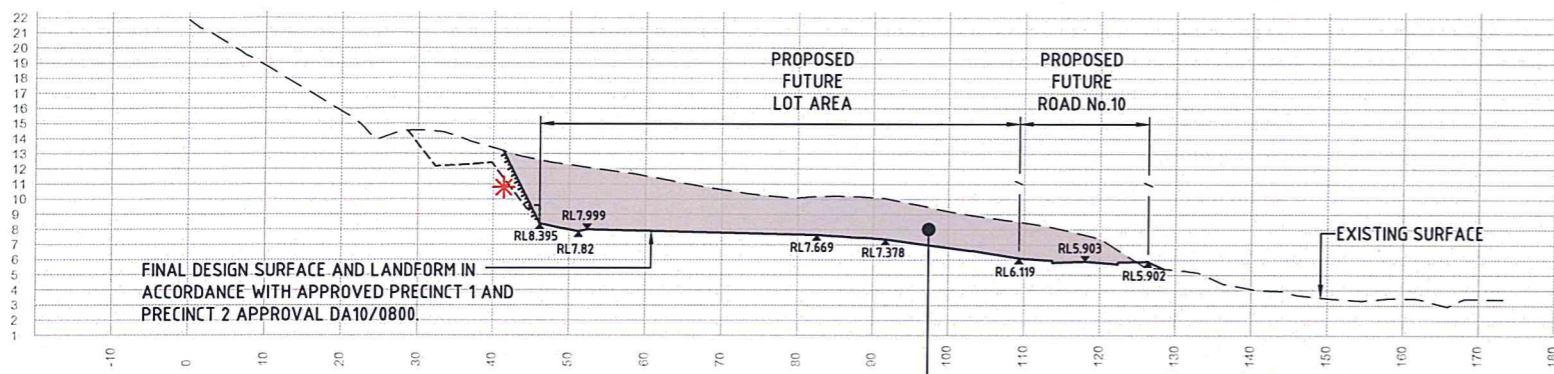 22
21
20
19
18
17
16
15
14
13
12
11
10
9
8
7
6
5
4
3
2
1
PROPOSED
FUTURE
LOT AREA
PROPOSED
FUTURE
ROAD No.10
RL8.395
RL7.999
RL7.82
RL7.669
RL7.378
RL6.119
RL5.903
RL5.902
EXISTING SURFACE
FINAL DESIGN SURFACE AND LANDFORM IN
ACCORDANCE WITH APPROVED PRECINCT 1 AND
PRECINCT 2 APPROVAL DA10/0800.
-10
0
10
20
30
40
50
60
70
80
90
100
110
120
130
140
150
160
170
180